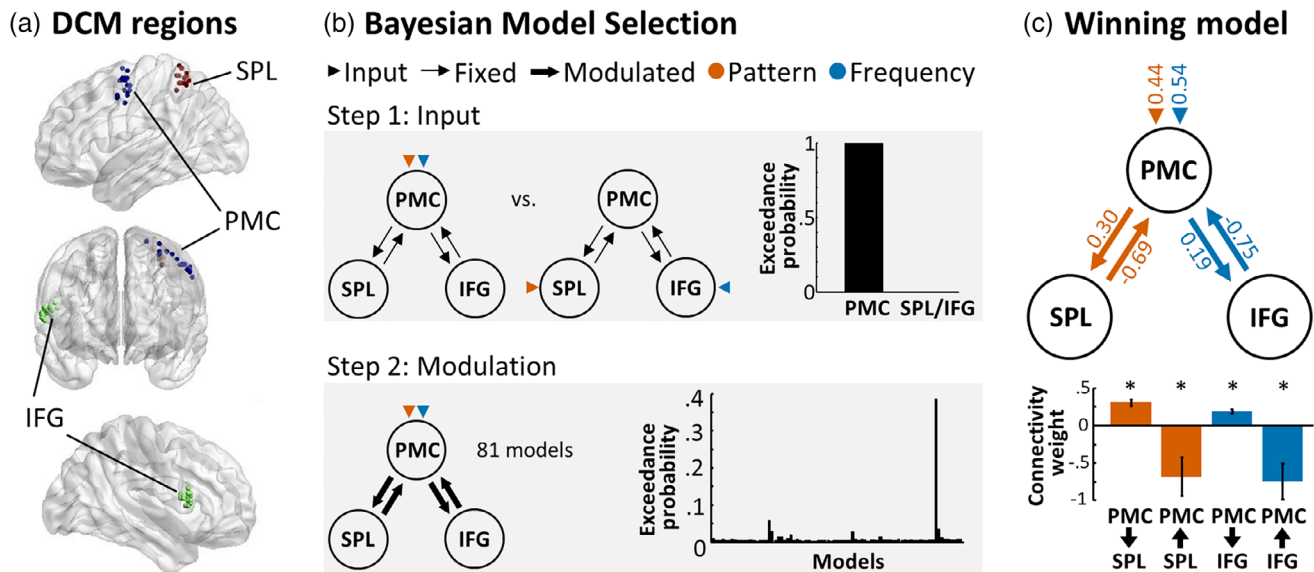 (a) DCM regions
SPL
PMC
IFG
(b) Bayesian Model Selection
Input Fixed Modulated Pattern Frequency
Step 1: Input
PMC
SPL IFG
vs.
PMC
SPL IFG
Exceedance
probability
1
.5
0
PMC SPL/IFG
Step 2: Modulation
PMC
SPL IFG
81 models
Exceedance
probability
.4
.3
.2
.1
0
Models
(c) Winning model
0.44 0.54
PMC
0.30 -0.69 0.19 -0.75
SPL IFG
Connectivity
weight
.5
0
-.5
-1
* * * *
PMC PMC PMC PMC
SPL SPL IFG IFG